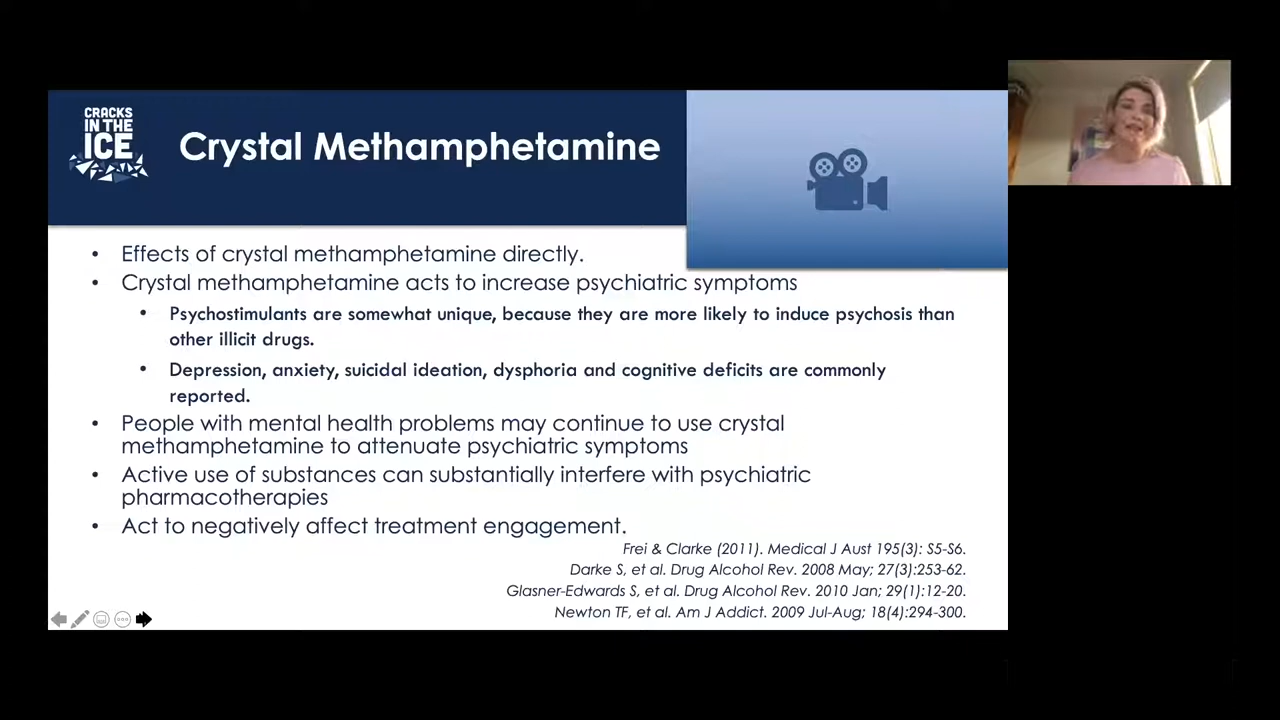 CRACKS
IN THE
ICE
Crystal Methamphetamine
• Effects of crystal methamphetamine directly.
• Crystal methamphetamine acts to increase psychiatric symptoms
• Psychostimulants are somewhat unique, because they are more likely to induce psychosis than
other illicit drugs.
• Depression, anxiety, suicidal ideation, dysphoria and cognitive deficits are commonly
reported.
• People with mental health problems may continue to use crystal
methamphetamine to attenuate psychiatric symptoms
• Active use of substances can substantially interfere with psychiatric
pharmacotherapies
• Act to negatively affect treatment engagement.
Frei & Clarke (2011). Medical J Aust 195(3): S5-S6.
Darke S, et al. Drug Alcohol Rev. 2008 May; 27(3):253-62.
Glasner-Edwards S, et al. Drug Alcohol Rev. 2010 Jan; 29(1):12-20.
Newton TF, et al. Am J Addict. 2009 Jul-Aug; 18(4):294-300.